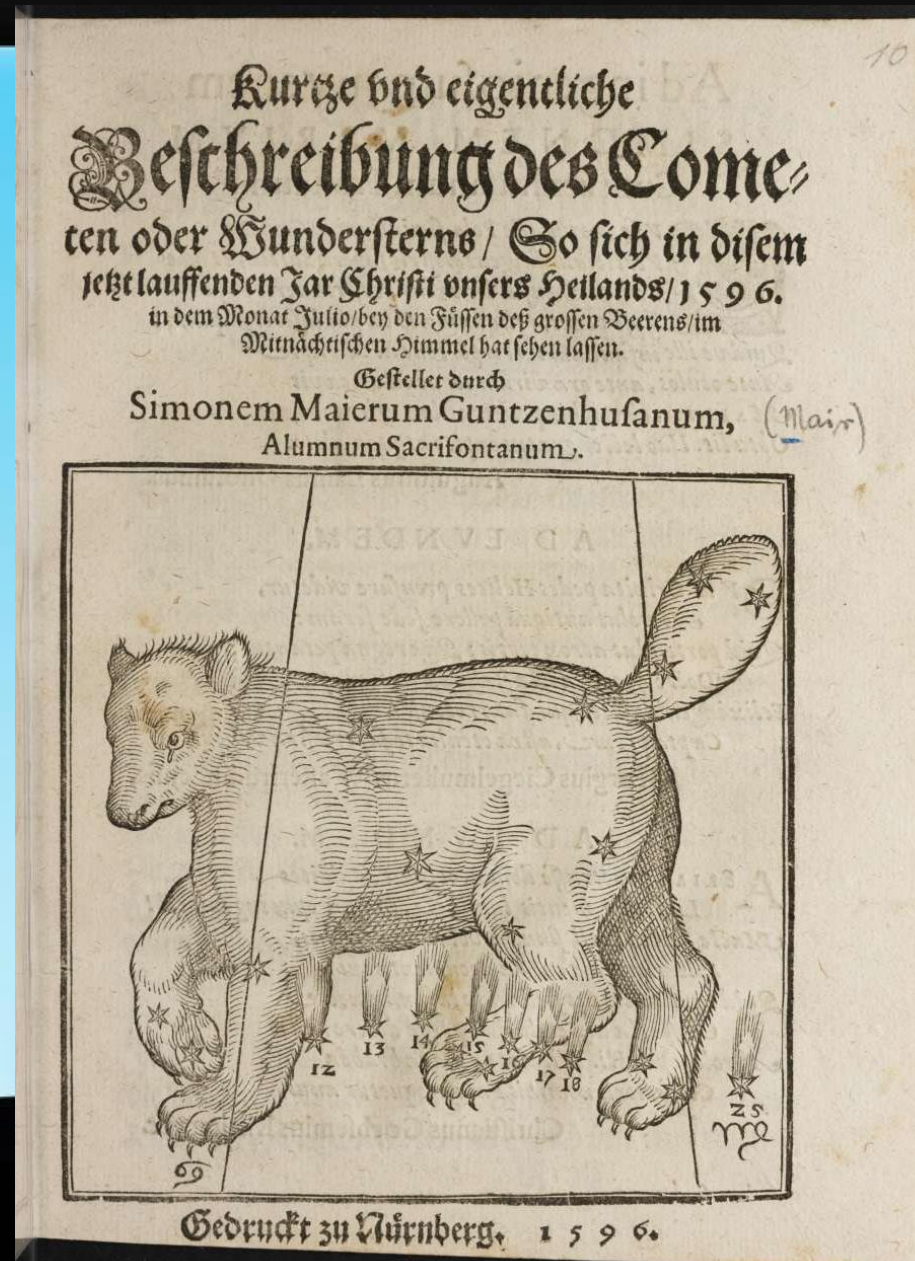 10
Kurtze vnd eigentliche
Beschreibung des Come-
ten oder Wundersterns/ So sich in disem
jetzt lauffenden Jar Christi vnsers Heilands/ 1596.
in dem Monat Julio/ bey den Füssen deß grossen Beerens/ im
Mitnächtischen Himmel hat sehen lassen.
Gestellet durch
Simonem Maierum Guntzenhusanum, (Mair)
Alumnum Sacrifontanum.
12 13 14 15 16 17 18
25
♍
♋
Gedruckt zu Nürnberg. 1596.